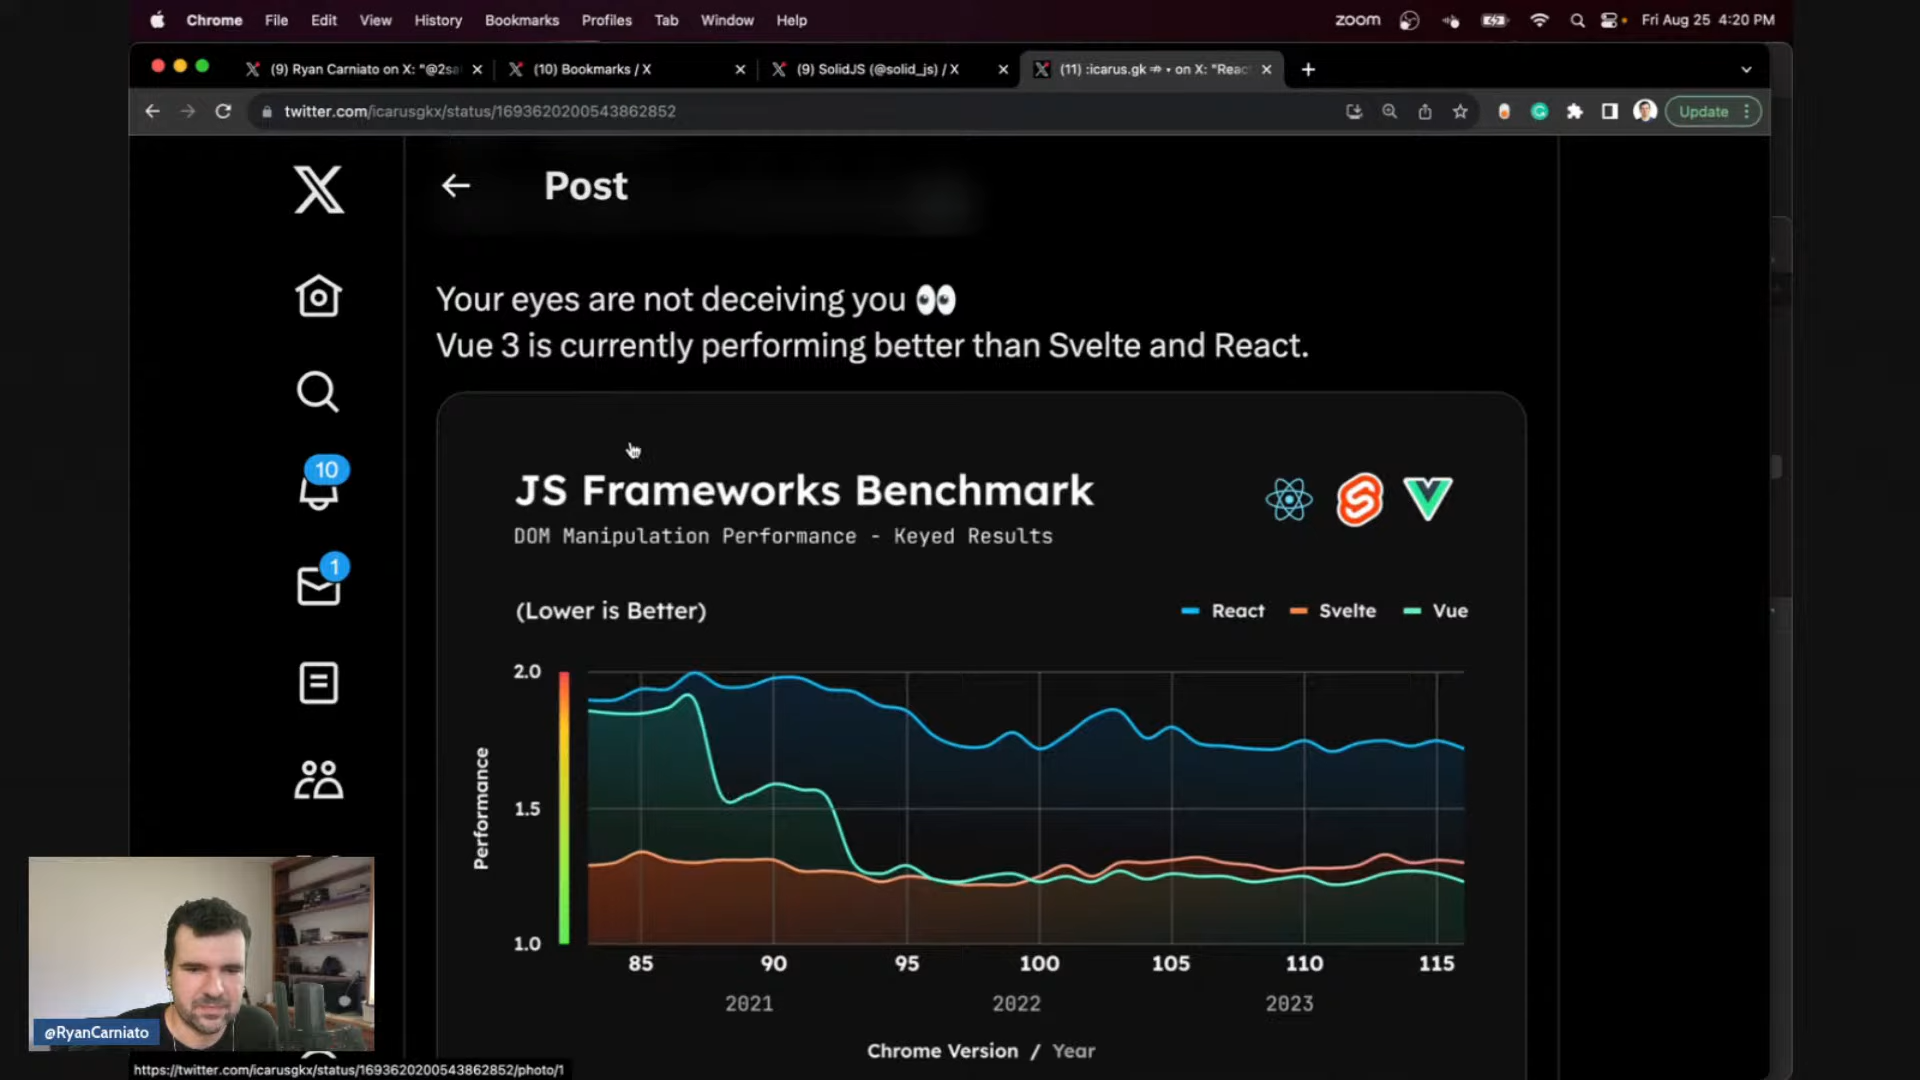 Chrome File Edit View History Bookmarks Profiles Tab Window Help zoom Fri Aug 25 4:20 PM
(9) Ryan Carniato on X: "@2sa
(10) Bookmarks / X
(9) SolidJS (@solid_js) / X
(11) :icarus.gk on X: "Reac
twitter.com/icarusgkx/status/1693620200543862852
Update
Post
Your eyes are not deceiving you 👀
Vue 3 is currently performing better than Svelte and React.
10
1
JS Frameworks Benchmark
DOM Manipulation Performance - Keyed Results
(Lower is Better)
React Svelte Vue
2.0
1.5
1.0
Performance
85 90 95 100 105 110 115
2021 2022 2023
Chrome Version / Year
@RyanCarniato
https://twitter.com/icarusgkx/status/1693620200543862852/photo/1